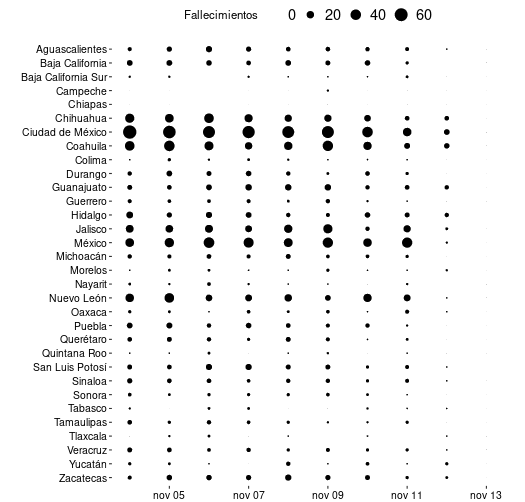 Fallecimientos 0 20 40 60
Aguascalientes
Baja California
Baja California Sur
Campeche
Chiapas
Chihuahua
Ciudad de México
Coahuila
Colima
Durango
Guanajuato
Guerrero
Hidalgo
Jalisco
México
Michoacán
Morelos
Nayarit
Nuevo León
Oaxaca
Puebla
Querétaro
Quintana Roo
San Luis Potosí
Sinaloa
Sonora
Tabasco
Tamaulipas
Tlaxcala
Veracruz
Yucatán
Zacatecas
nov 05 nov 07 nov 09 nov 11 nov 13